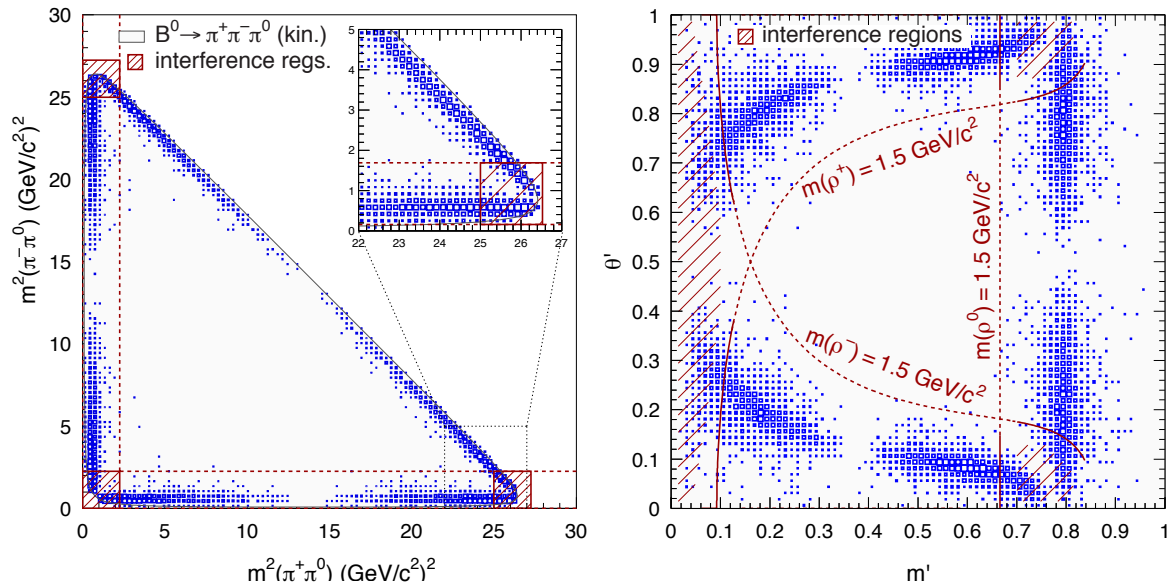 B⁰→ π⁺π⁻π⁰ (kin.)
interference regs.
m²(π⁻π⁰) (GeV/c²)²
30
25
20
15
10
5
0
0 5 10 15 20 25 30
m²(π⁺π⁰) (GeV/c²)²
5
4
3
2
1
0
22 23 24 25 26 27
interference regions
θ'
1
0.9
0.8
0.7
0.6
0.5
0.4
0.3
0.2
0.1
0
m(ρ⁺) = 1.5 GeV/c²
m(ρ⁻) = 1.5 GeV/c²
m(ρ⁰) = 1.5 GeV/c²
0 0.1 0.2 0.3 0.4 0.5 0.6 0.7 0.8 0.9 1
m'